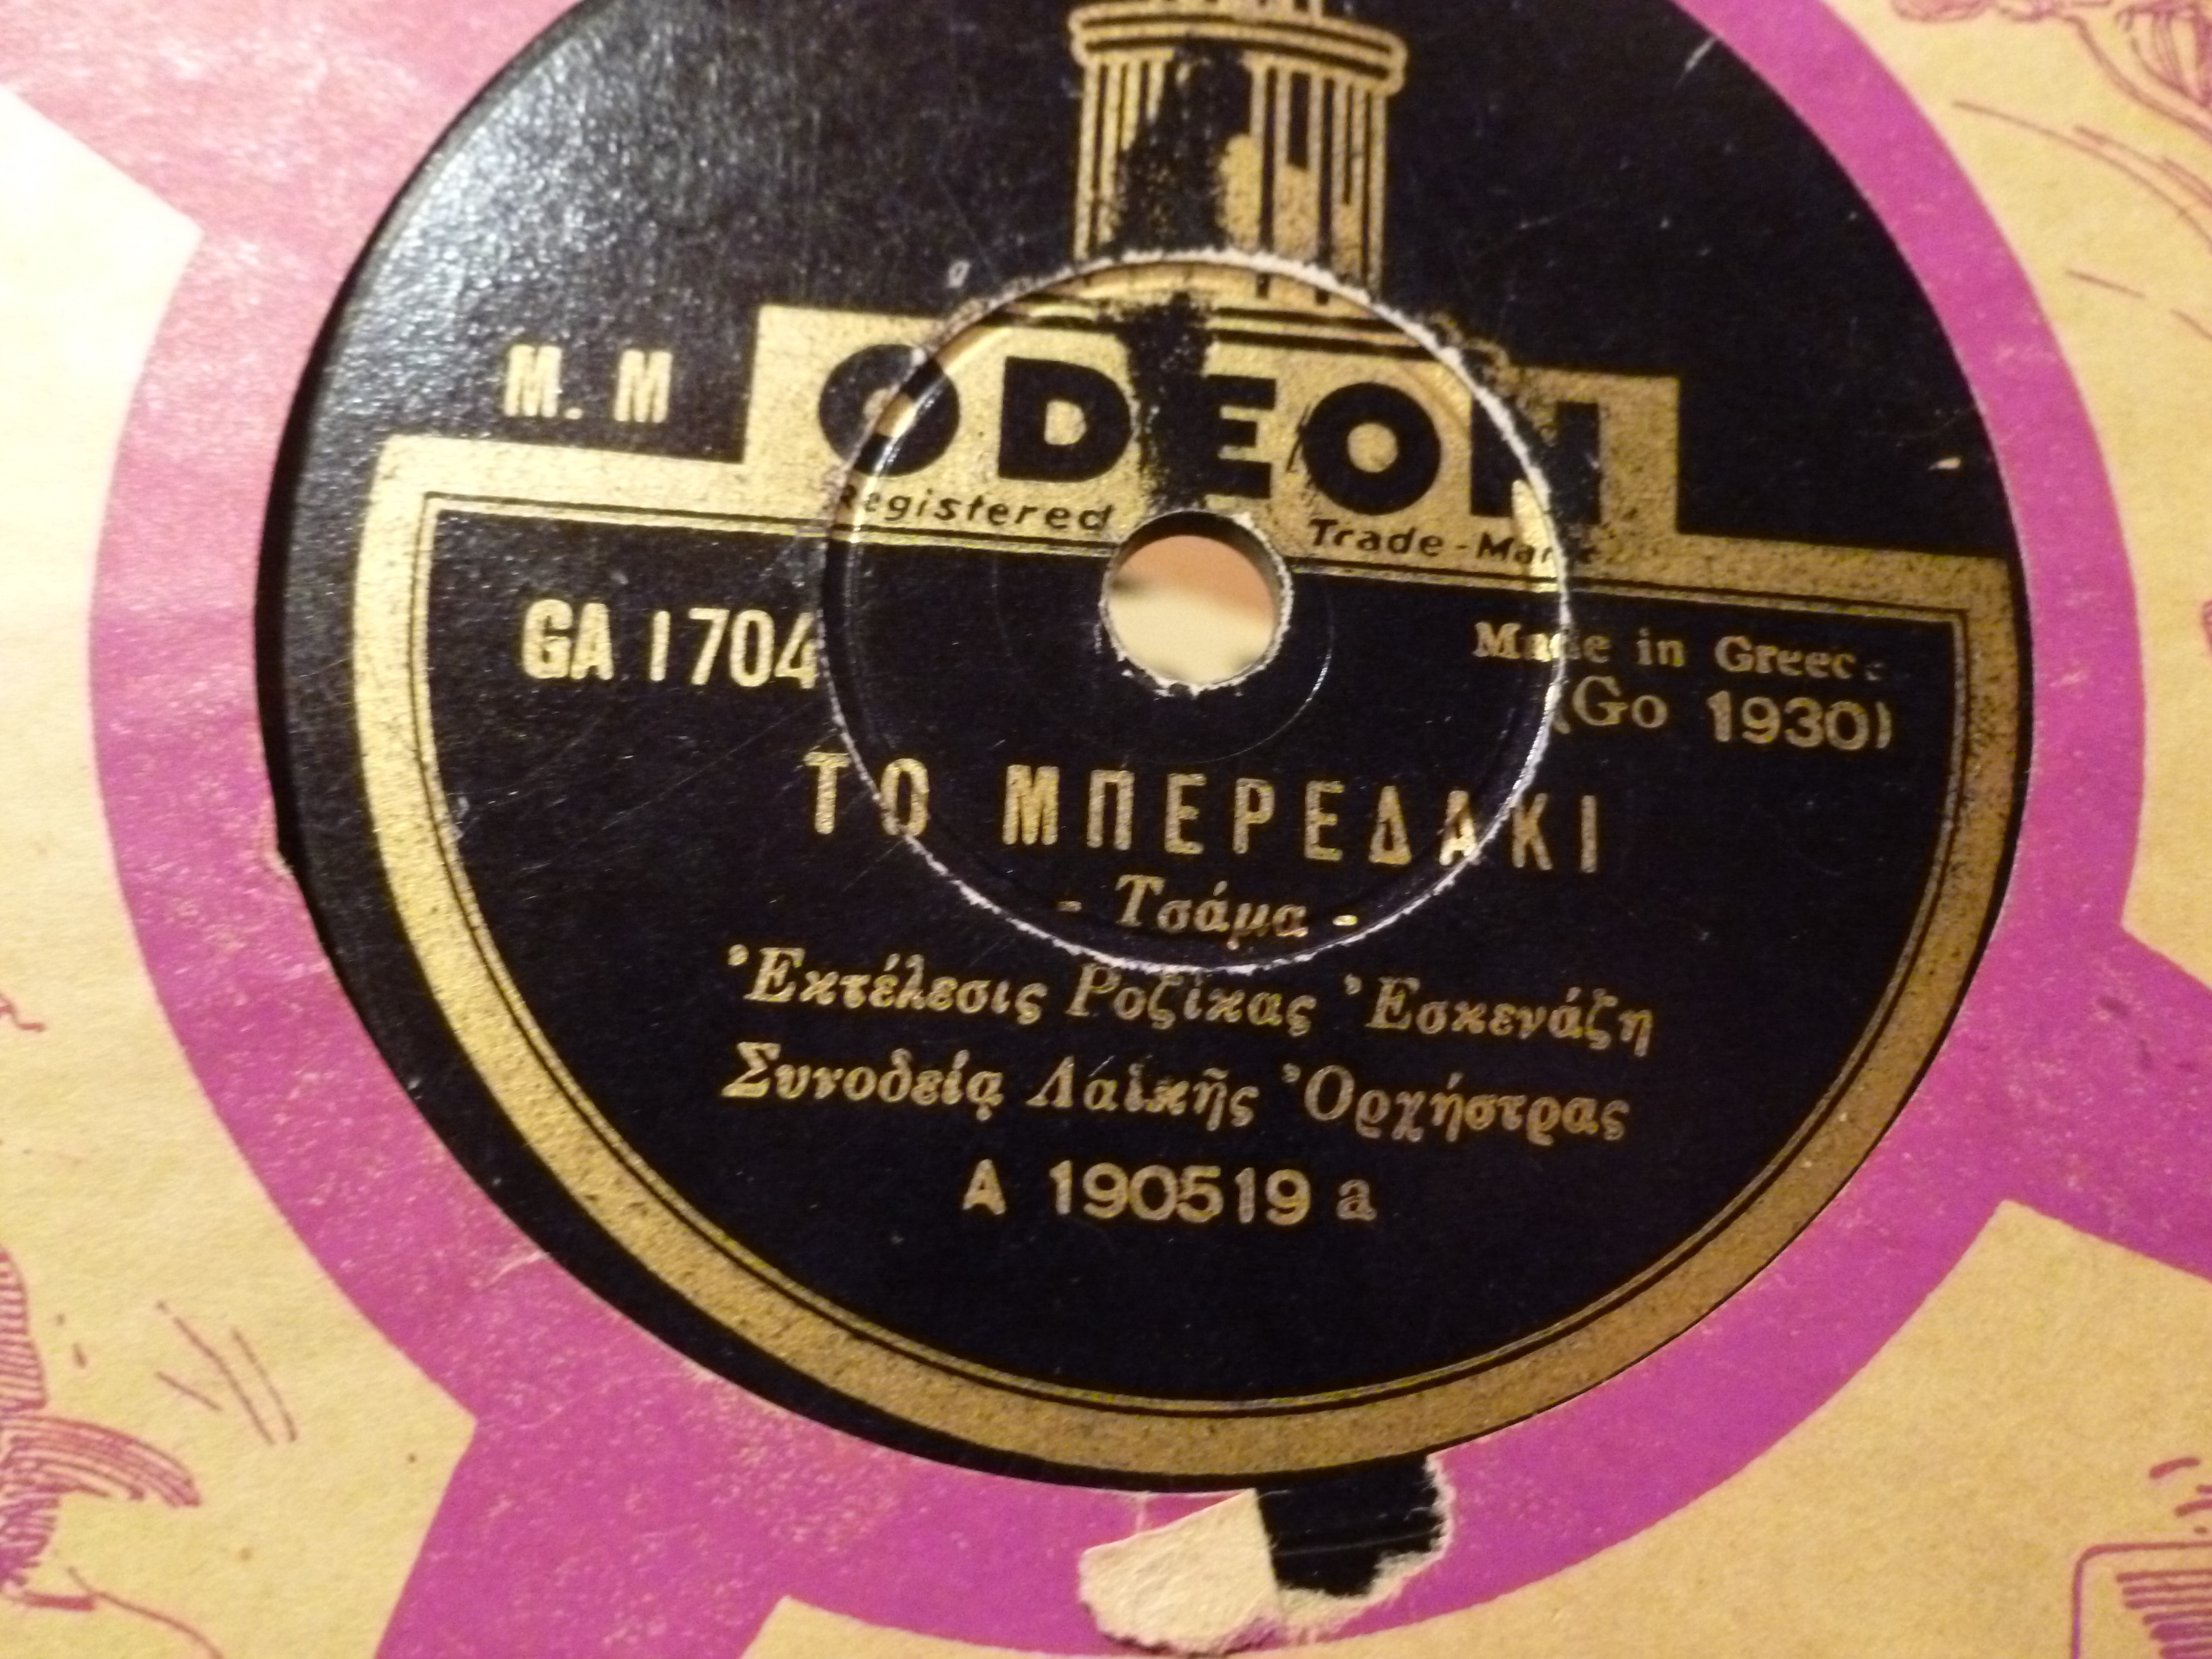 M. M
ODEON
Registered Trade-Mark
GA 1704
Made in Greece
(Go 1930)
ΤΟ ΜΠΕΡΕΔΑΚΙ
- Τσάμα -
Ἐκτέλεσις Ροζίκας Ἐσκενάζη
Συνοδείᾳ Λαϊκῆς Ὀρχήστρας
A 190519 a